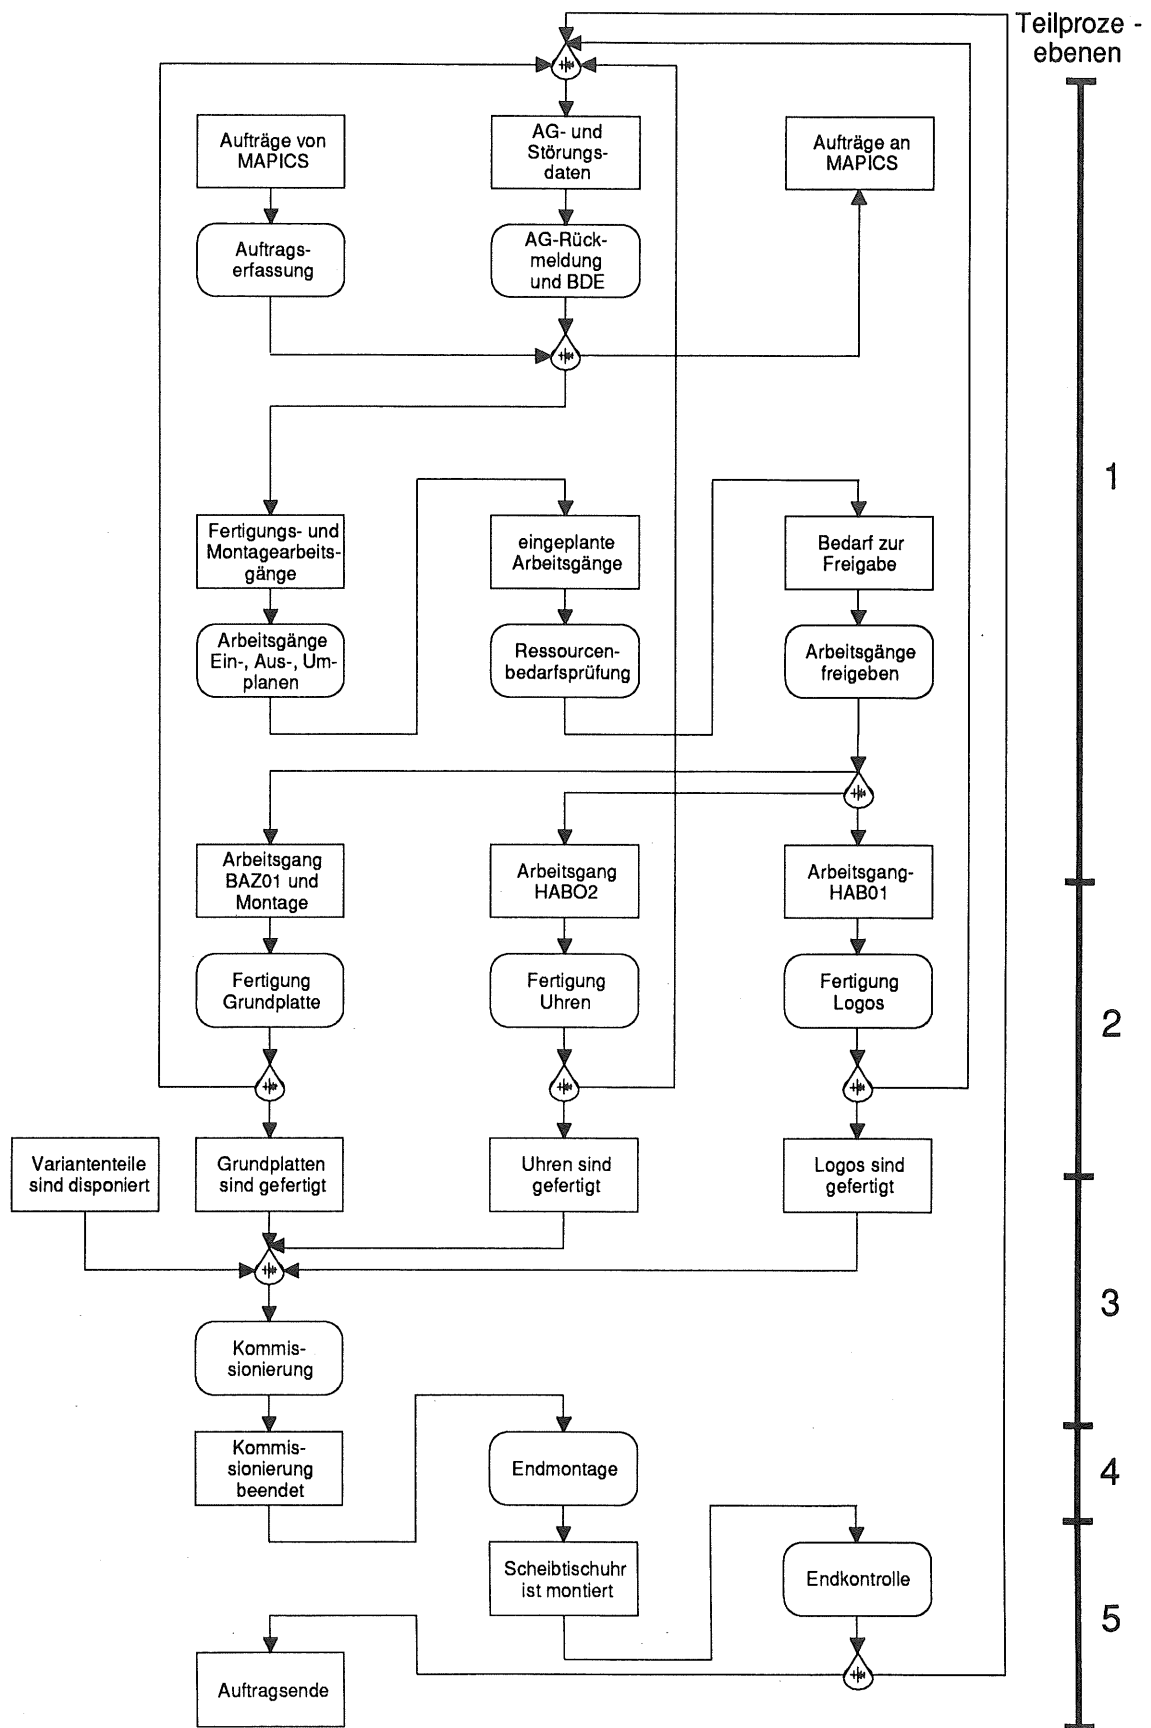 Teilproze -
ebenen
Aufträge von
MAPICS
AG- und
Störungs-
daten
Aufträge an
MAPICS
Auftrags-
erfassung
AG-Rück-
meldung
und BDE
1
Fertigungs- und
Montagearbeits-
gänge
eingeplante
Arbeitsgänge
Bedarf zur
Freigabe
Arbeitsgänge
Ein-, Aus-, Um-
planen
Ressourcen-
bedarfsprüfung
Arbeitsgänge
freigeben
Arbeitsgang
BAZ01 und
Montage
Arbeitsgang
HABO2
Arbeitsgang-
HAB01
Fertigung
Grundplatte
Fertigung
Uhren
Fertigung
Logos
2
Variantenteile
sind disponiert
Grundplatten
sind gefertigt
Uhren sind
gefertigt
Logos sind
gefertigt
3
Kommis-
sionierung
Kommis-
sionierung
beendet
Endmontage
4
Scheibtischuhr
ist montiert
Endkontrolle
5
Auftragsende